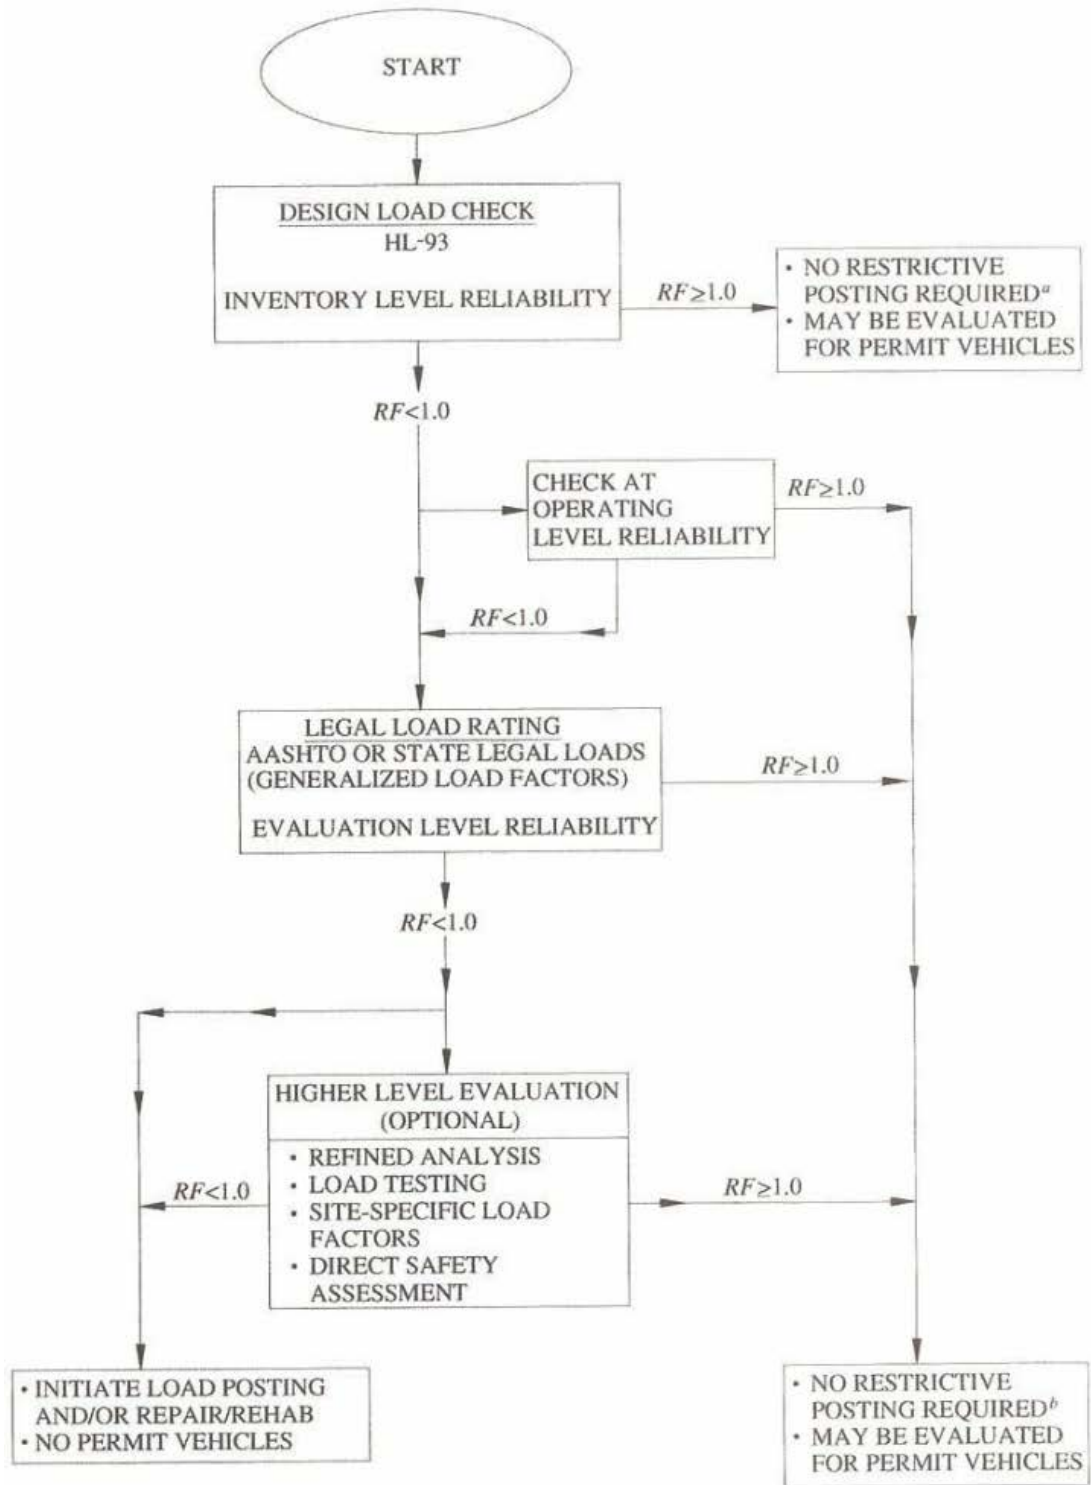 START
DESIGN LOAD CHECK
HL-93
INVENTORY LEVEL RELIABILITY
RF≥1.0
• NO RESTRICTIVE
POSTING REQUIREDᵃ
• MAY BE EVALUATED
FOR PERMIT VEHICLES
RF<1.0
CHECK AT
OPERATING
LEVEL RELIABILITY
RF≥1.0
RF<1.0
LEGAL LOAD RATING
AASHTO OR STATE LEGAL LOADS
(GENERALIZED LOAD FACTORS)
EVALUATION LEVEL RELIABILITY
RF≥1.0
RF<1.0
HIGHER LEVEL EVALUATION
(OPTIONAL)
• REFINED ANALYSIS
• LOAD TESTING
• SITE-SPECIFIC LOAD
FACTORS
• DIRECT SAFETY
ASSESSMENT
RF<1.0
RF≥1.0
• INITIATE LOAD POSTING
AND/OR REPAIR/REHAB
• NO PERMIT VEHICLES
• NO RESTRICTIVE
POSTING REQUIREDᵇ
• MAY BE EVALUATED
FOR PERMIT VEHICLES